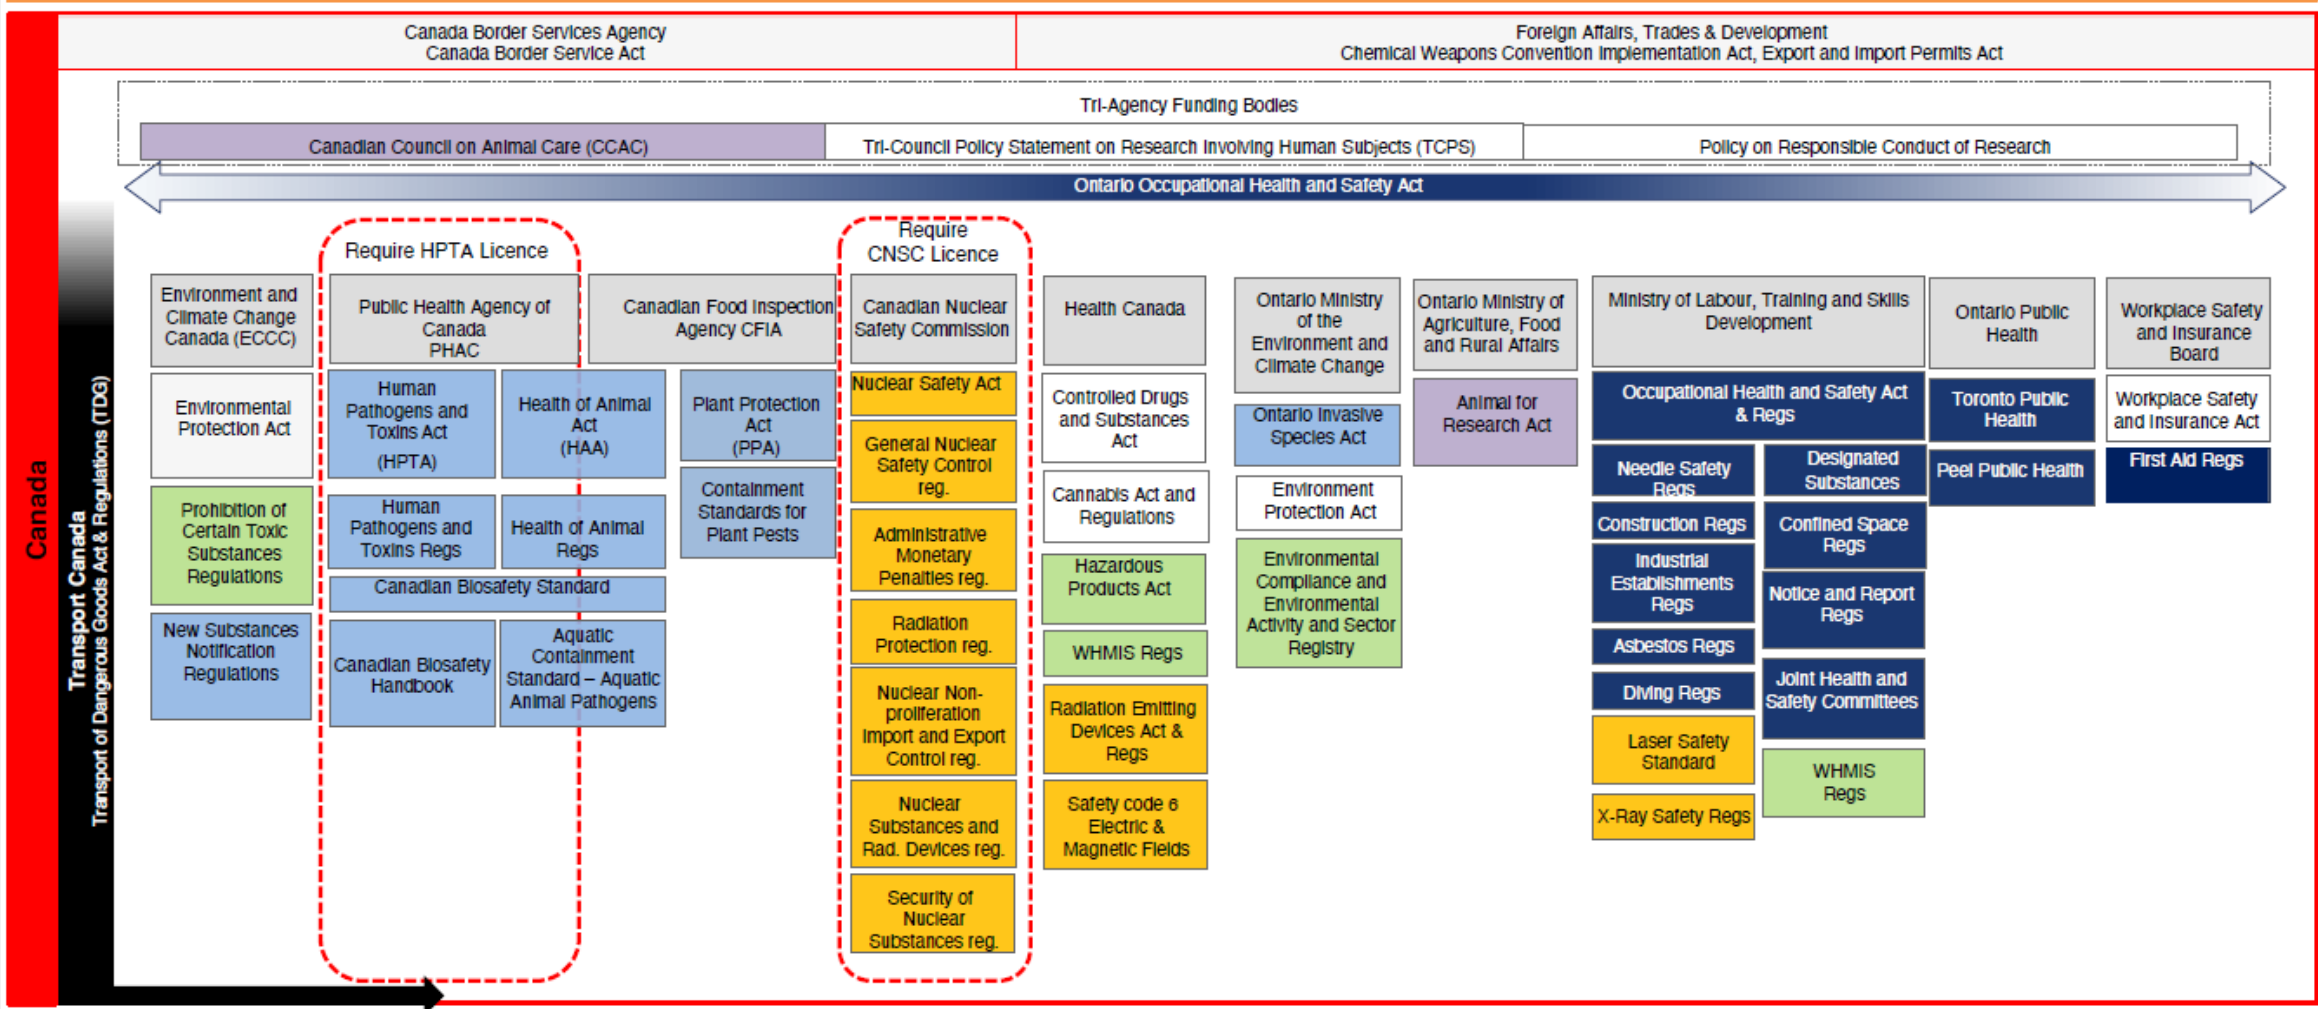 Canada Border Services Agency
Canada Border Service Act
Foreign Affairs, Trades & Development
Chemical Weapons Convention Implementation Act, Export and Import Permits Act
Tri-Agency Funding Bodies
Canadian Council on Animal Care (CCAC)
Tri-Council Policy Statement on Research Involving Human Subjects (TCPS)
Policy on Responsible Conduct of Research
Ontario Occupational Health and Safety Act
Canada
Transport Canada
Transport of Dangerous Goods Act & Regulations (TDG)
Require HPTA Licence
Require
CNSC Licence
Environment and
Climate Change
Canada (ECCC)
Environmental
Protection Act
Prohibition of
Certain Toxic
Substances
Regulations
New Substances
Notification
Regulations
Public Health Agency of
Canada
PHAC
Canadian Food Inspection
Agency CFIA
Human
Pathogens and
Toxins Act
(HPTA)
Health of Animal
Act
(HAA)
Plant Protection
Act
(PPA)
Human
Pathogens and
Toxins Regs
Health of Animal
Regs
Containment
Standards for
Plant Pests
Canadian Biosafety Standard
Canadian Biosafety
Handbook
Aquatic
Containment
Standard – Aquatic
Animal Pathogens
Canadian Nuclear
Safety Commission
Nuclear Safety Act
General Nuclear
Safety Control
reg.
Administrative
Monetary
Penalties reg.
Radiation
Protection reg.
Nuclear Non-
proliferation
Import and Export
Control reg.
Nuclear
Substances and
Rad. Devices reg.
Security of
Nuclear
Substances reg.
Health Canada
Controlled Drugs
and Substances
Act
Cannabis Act and
Regulations
Hazardous
Products Act
WHMIS Regs
Radiation Emitting
Devices Act &
Regs
Safety code 6
Electric &
Magnetic Fields
Ontario Ministry
of the
Environment and
Climate Change
Ontario Invasive
Species Act
Environment
Protection Act
Environmental
Compliance and
Environmental
Activity and Sector
Registry
Ontario Ministry of
Agriculture, Food
and Rural Affairs
Animal for
Research Act
Ministry of Labour, Training and Skills
Development
Occupational Health and Safety Act
& Regs
Needle Safety
Regs
Construction Regs
Industrial
Establishments
Regs
Asbestos Regs
Diving Regs
Laser Safety
Standard
X-Ray Safety Regs
Designated
Substances
Confined Space
Regs
Notice and Report
Regs
Joint Health and
Safety Committees
WHMIS
Regs
Ontario Public
Health
Toronto Public
Health
Peel Public Health
Workplace Safety
and Insurance
Board
Workplace Safety
and Insurance Act
First Aid Regs